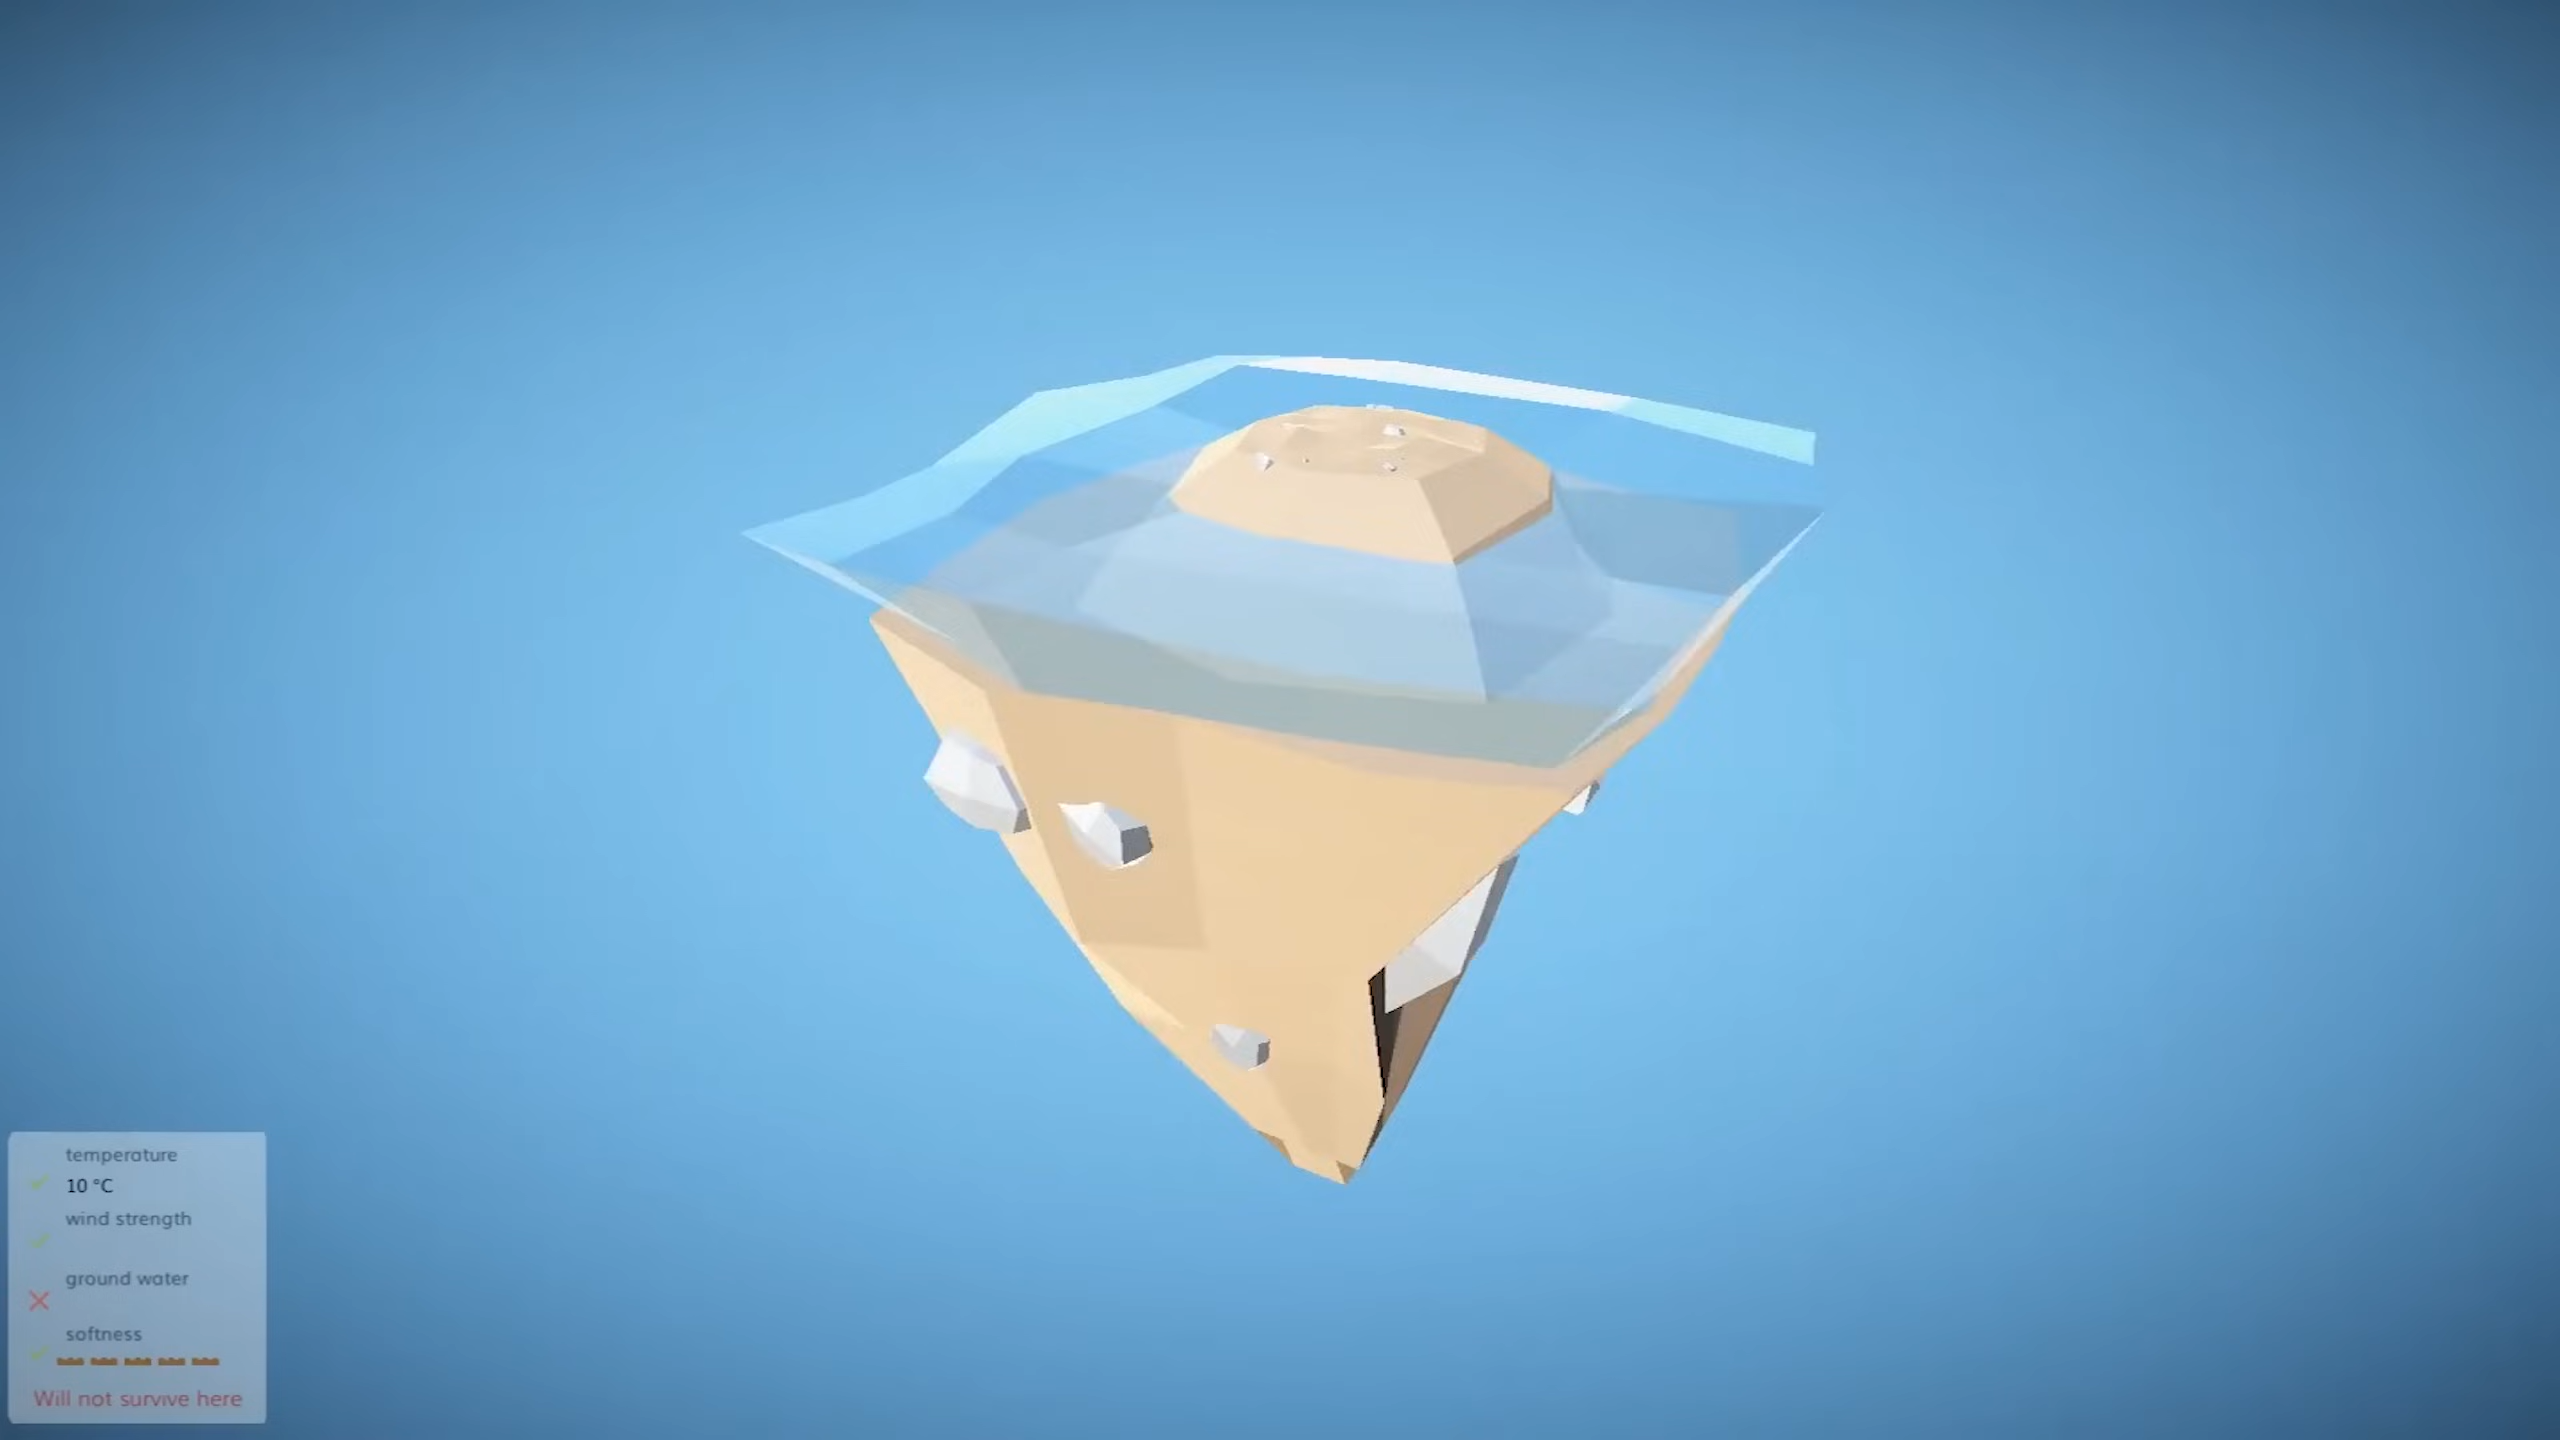 temperature
10 °C
wind strength
ground water
softness
Will not survive here